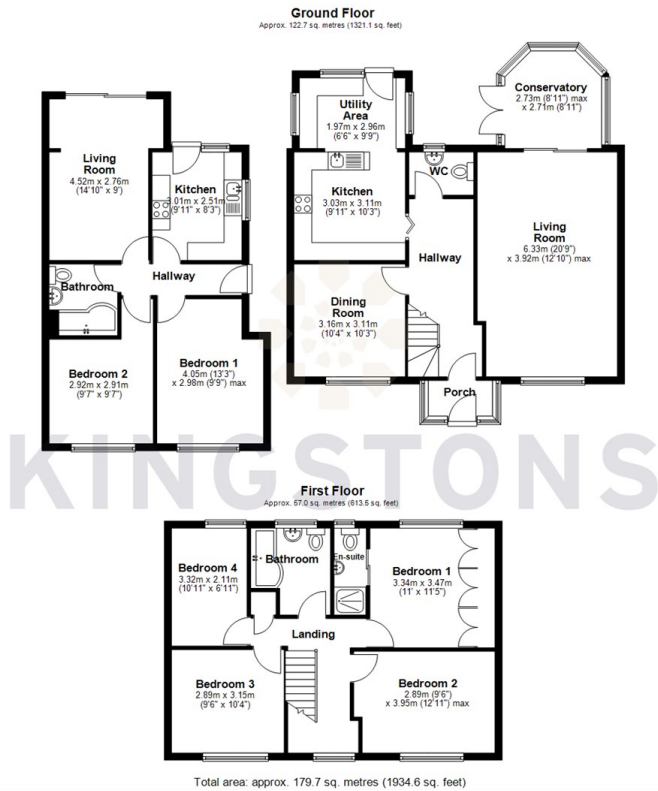 Ground Floor
Approx. 122.7 sq. metres (1321.1 sq. feet)
Living
Room
4.52m x 2.76m
(14'10" x 9')
Kitchen
3.01m x 2.51m
(9'11" x 8'3")
Hallway
Bathroom
Bedroom 2
2.92m x 2.91m
(9'7" x 9'7")
Bedroom 1
4.05m (13'3")
x 2.98m (9'9") max
Utility
Area
1.97m x 2.96m
(6'6" x 9'9")
Conservatory
2.73m (8'11") max
x 2.71m (8'11")
WC
Kitchen
3.03m x 3.11m
(9'11" x 10'3")
Hallway
Living
Room
6.33m (20'9")
x 3.92m (12'10") max
Dining
Room
3.16m x 3.11m
(10'4" x 10'3")
Porch
KINGSTONS
First Floor
Approx. 57.0 sq. metres (613.5 sq. feet)
Bedroom 4
3.32m x 2.11m
(10'11" x 6'11")
Bathroom
En-suite
Bedroom 1
3.34m x 3.47m
(11' x 11'5")
Landing
Bedroom 3
2.89m x 3.15m
(9'6" x 10'4")
Bedroom 2
2.89m (9'6")
x 3.95m (12'11") max
Total area: approx. 179.7 sq. metres (1934.6 sq. feet)